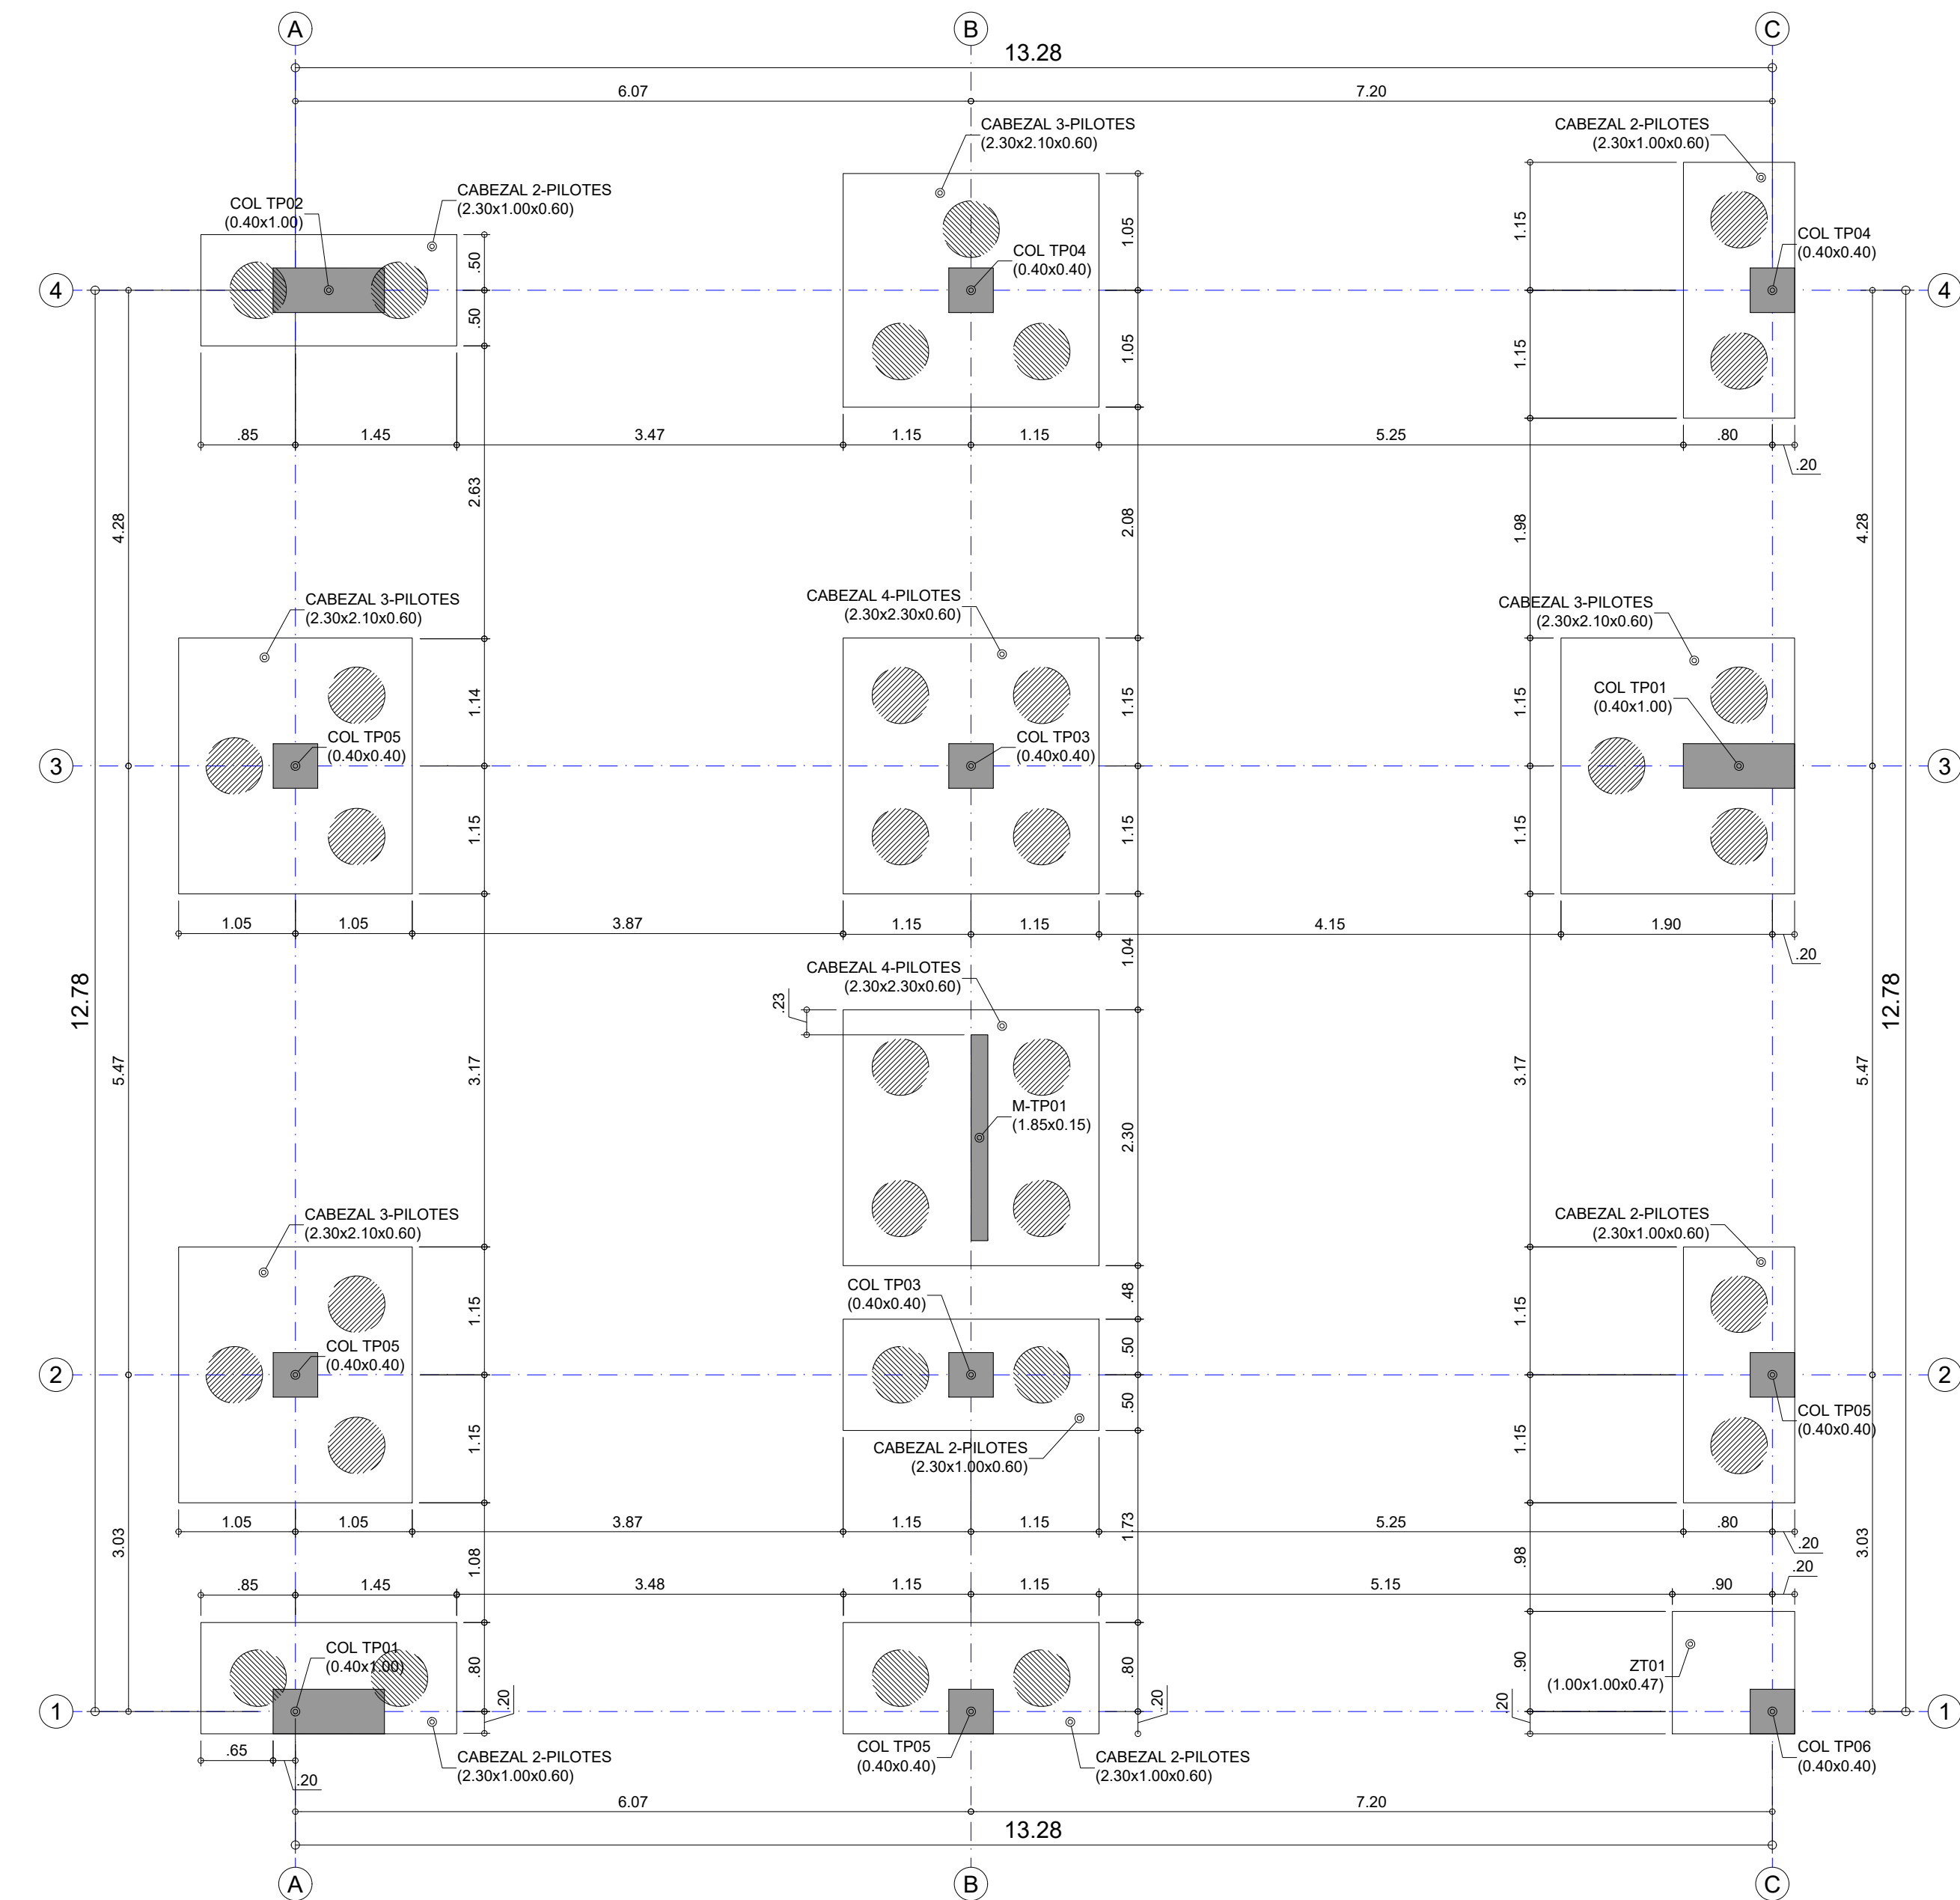 A
B
C
13.28
6.07
7.20
CABEZAL 3-PILOTES
(2.30x2.10x0.60)
CABEZAL 2-PILOTES
(2.30x1.00x0.60)
COL TP02
(0.40x1.00)
CABEZAL 2-PILOTES
(2.30x1.00x0.60)
1.05
1.15
COL TP04
(0.40x0.40)
COL TP04
(0.40x0.40)
.50
4
4
.50
1.05
1.15
.85
1.45
3.47
1.15
1.15
5.25
.80
.20
4.28
2.63
2.08
1.98
4.28
CABEZAL 3-PILOTES
(2.30x2.10x0.60)
CABEZAL 4-PILOTES
(2.30x2.30x0.60)
CABEZAL 3-PILOTES
(2.30x2.10x0.60)
1.14
1.15
1.15
COL TP01
(0.40x1.00)
COL TP05
(0.40x0.40)
COL TP03
(0.40x0.40)
3
3
1.15
1.15
1.15
1.05
1.05
3.87
1.15
1.15
4.15
1.90
.20
1.04
12.78
12.78
CABEZAL 4-PILOTES
(2.30x2.30x0.60)
.23
5.47
3.17
M-TP01
(1.85x0.15)
2.30
3.17
5.47
CABEZAL 3-PILOTES
(2.30x2.10x0.60)
CABEZAL 2-PILOTES
(2.30x1.00x0.60)
COL TP03
(0.40x0.40)
.48
1.15
.50
1.15
COL TP05
(0.40x0.40)
2
2
.50
COL TP05
(0.40x0.40)
1.15
1.15
CABEZAL 2-PILOTES
(2.30x1.00x0.60)
1.05
1.05
3.87
1.15
1.15
1.73
5.25
.80
.20
3.03
1.08
.98
3.03
.85
1.45
3.48
1.15
1.15
5.15
.90
.20
COL TP01
(0.40x1.00)
.80
.80
.90
ZT01
(1.00x1.00x0.47)
1
.20
.20
.20
1
.65
.20
CABEZAL 2-PILOTES
(2.30x1.00x0.60)
COL TP05
(0.40x0.40)
CABEZAL 2-PILOTES
(2.30x1.00x0.60)
COL TP06
(0.40x0.40)
6.07
7.20
13.28
A
B
C